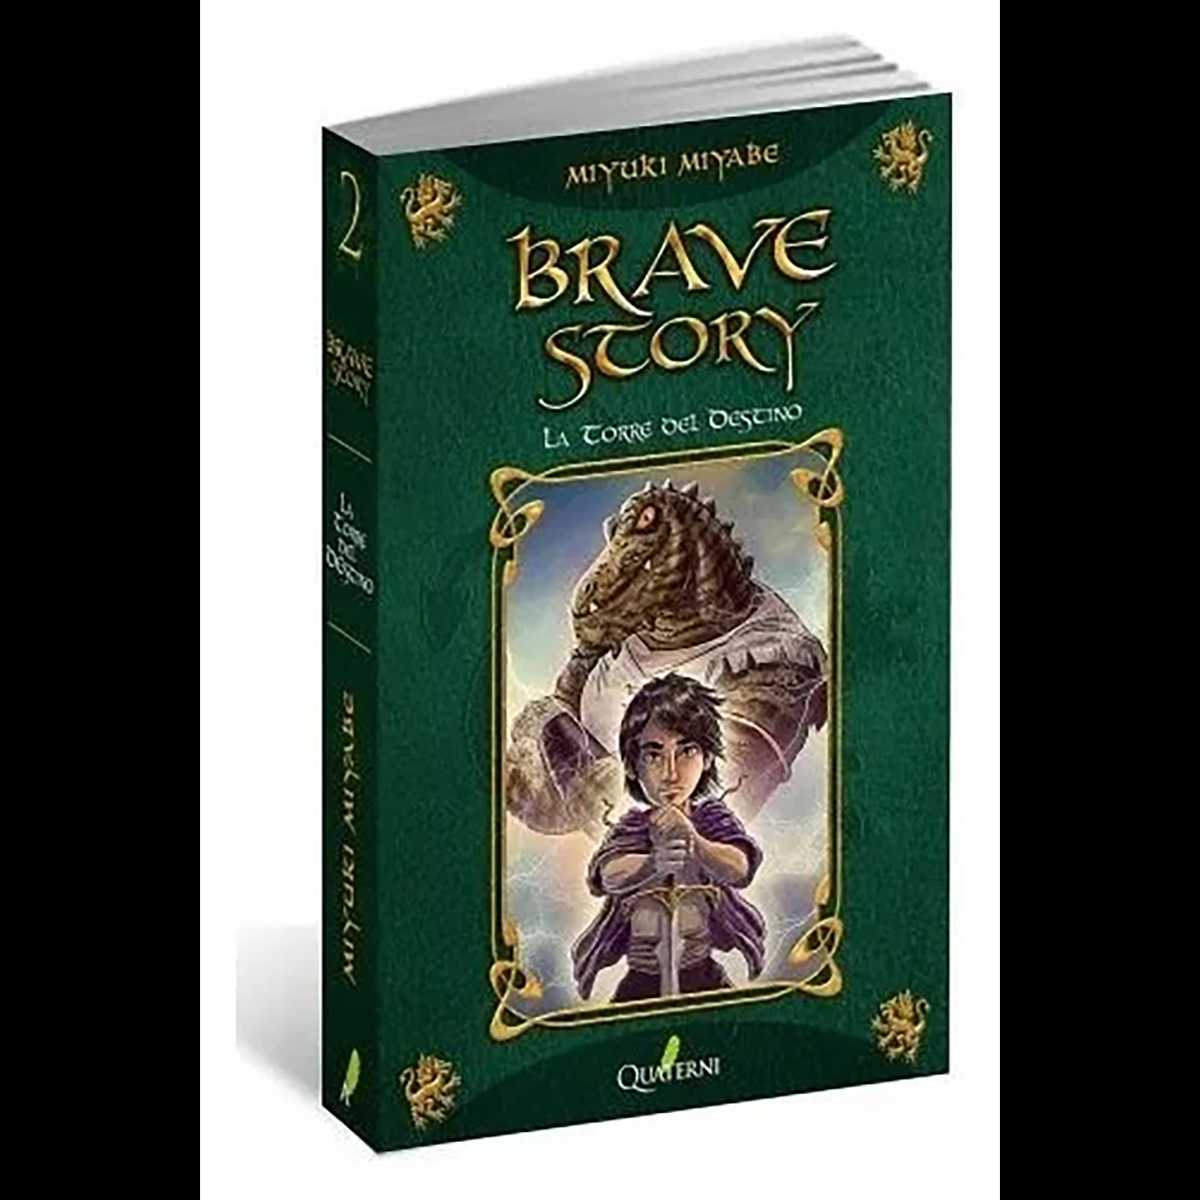 MIYUKI MIYABE
BRAVE
STORY
LA TORRE DEL DESTINO
QUATERNI
2
BRAVE
STORY
LA
TORRE
DEL
DESTINO
MIYUKI MIYABE